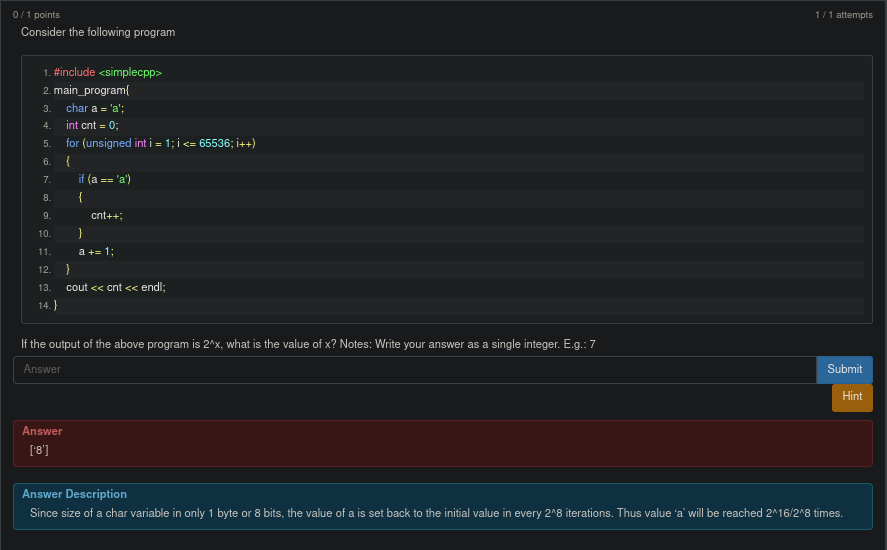 0 / 1 points
1 / 1 attempts
Consider the following program
1. #include <simplecpp>
2. main_program{
3. char a = 'a';
4. int cnt = 0;
5. for (unsigned int i = 1; i <= 65536; i++)
6. {
7. if (a == 'a')
8. {
9. cnt++;
10. }
11. a += 1;
12. }
13. cout << cnt << endl;
14. }
If the output of the above program is 2^x, what is the value of x? Notes: Write your answer as a single integer. E.g.: 7
Answer
Submit
Hint
Answer
['8']
Answer Description
Since size of a char variable in only 1 byte or 8 bits, the value of a is set back to the initial value in every 2^8 iterations. Thus value 'a' will be reached 2^16/2^8 times.